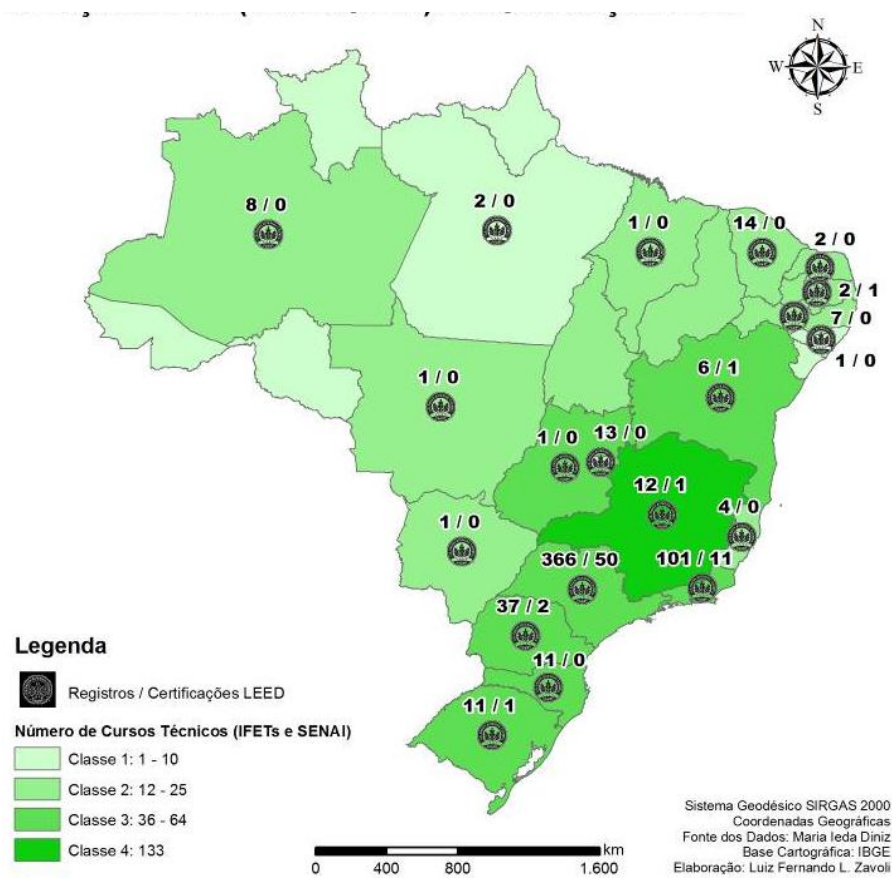 N
W E
S
8 / 0
2 / 0
1 / 0
14 / 0
2 / 0
2 / 1
7 / 0
1 / 0
6 / 1
1 / 0
1 / 0
13 / 0
12 / 1
4 / 0
1 / 0
366 / 50
101 / 11
37 / 2
11 / 0
11 / 1
Legenda
Registros / Certificações LEED
Número de Cursos Técnicos (IFETs e SENAI)
Classe 1: 1 - 10
Classe 2: 12 - 25
Classe 3: 36 - 64
Classe 4: 133
km
0 400 800 1.600
Sistema Geodésico SIRGAS 2000
Coordenadas Geográficas
Fonte dos Dados: Maria Ieda Diniz
Base Cartográfica: IBGE
Elaboração: Luiz Fernando L. Zavoli